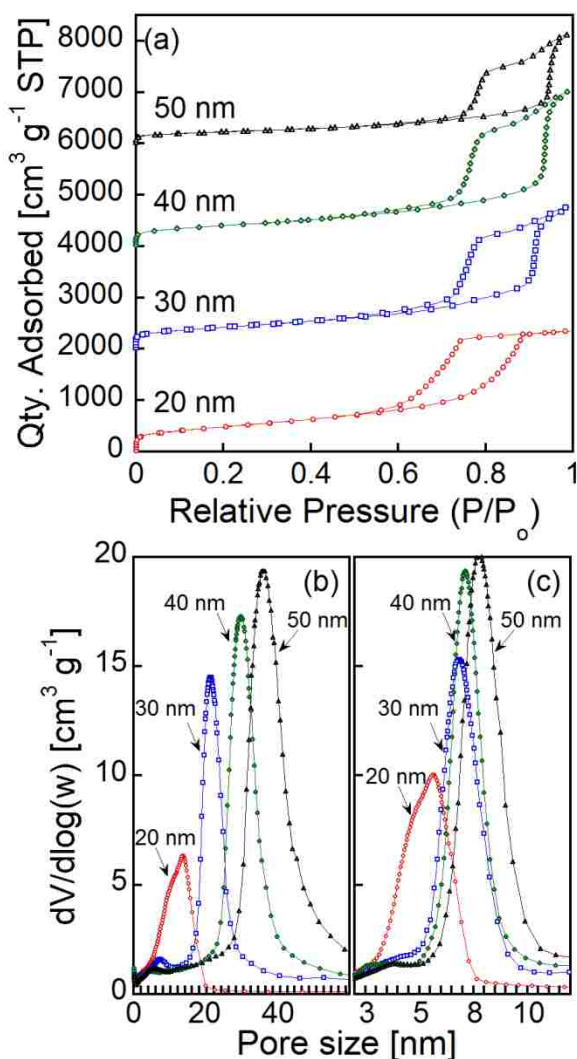 (a)
8000
7000
6000
5000
4000
3000
2000
1000
0
50 nm
40 nm
30 nm
20 nm
Qty. Adsorbed [cm³ g⁻¹ STP]
0 0.2 0.4 0.6 0.8 1
Relative Pressure (P/Pₒ)
(b)
20
15
10
5
0
40 nm
50 nm
30 nm
20 nm
dV/dlog(w) [cm³ g⁻¹]
0 20 40
(c)
40 nm
50 nm
30 nm
20 nm
3 5 6 8 10
Pore size [nm]